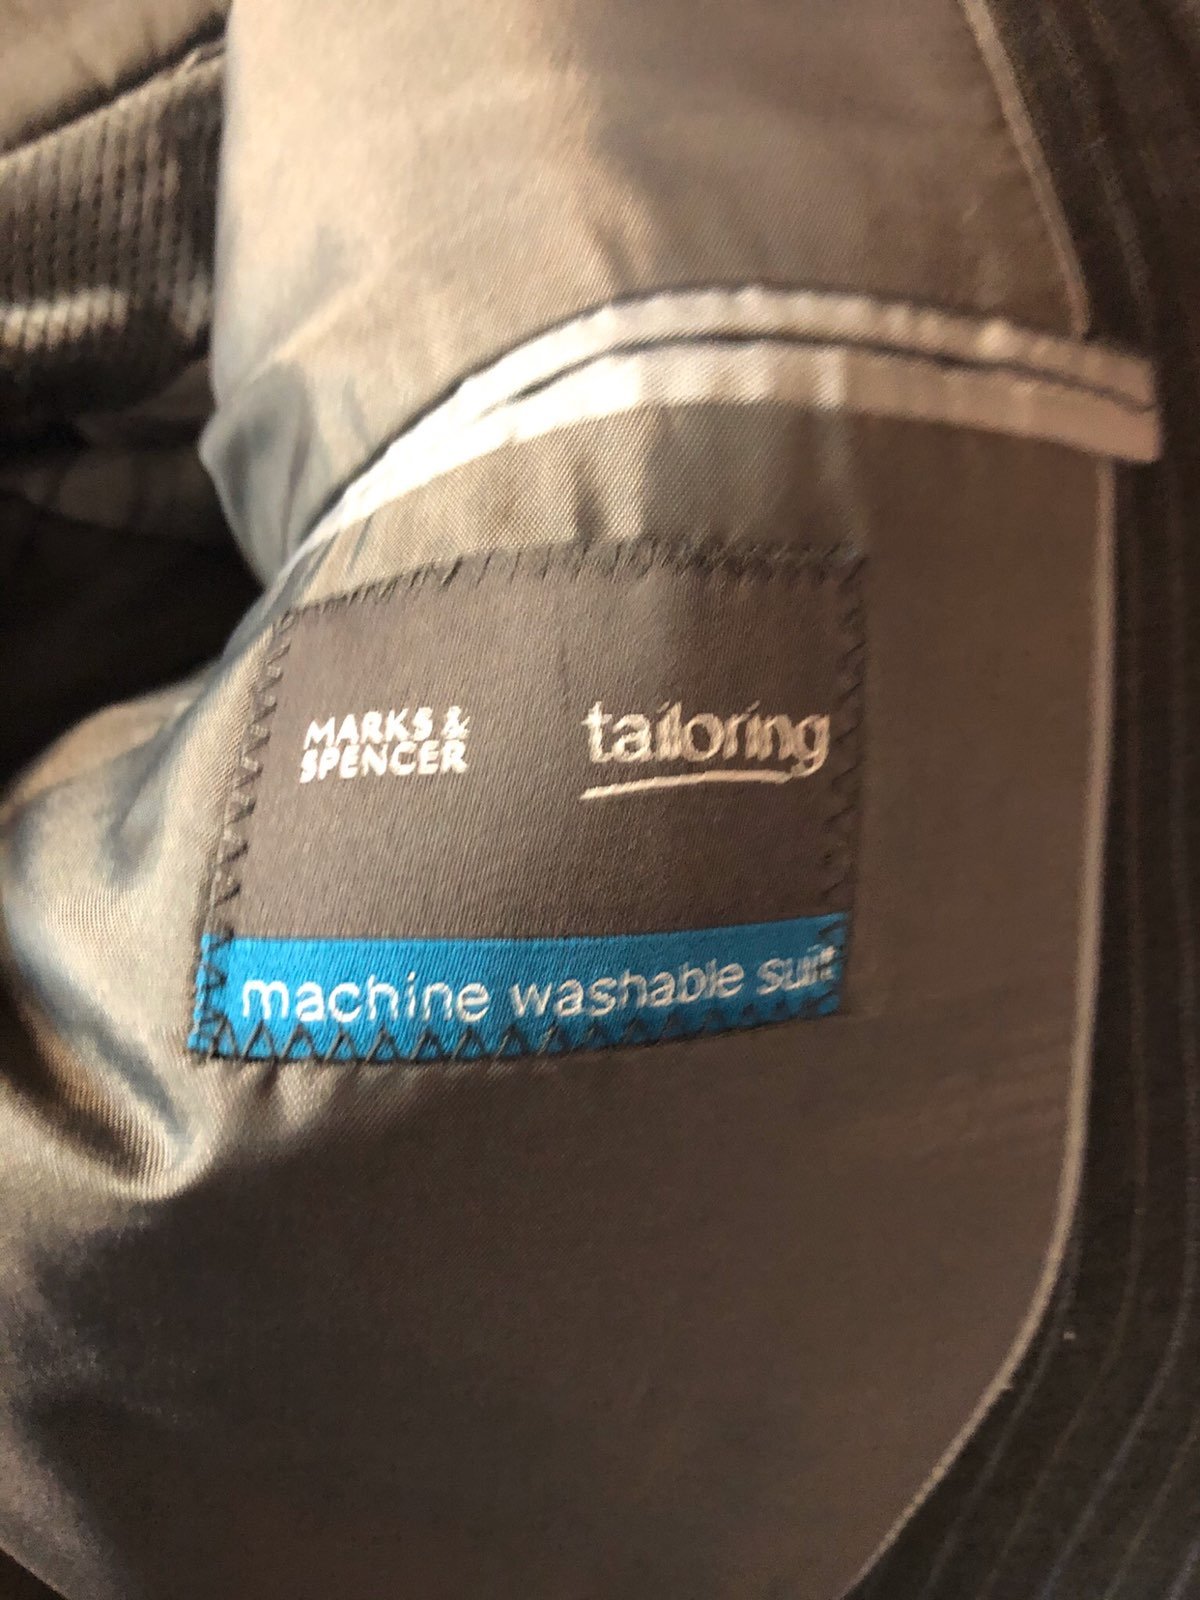 MARKS &
SPENCER
tailoring
machine washable suit